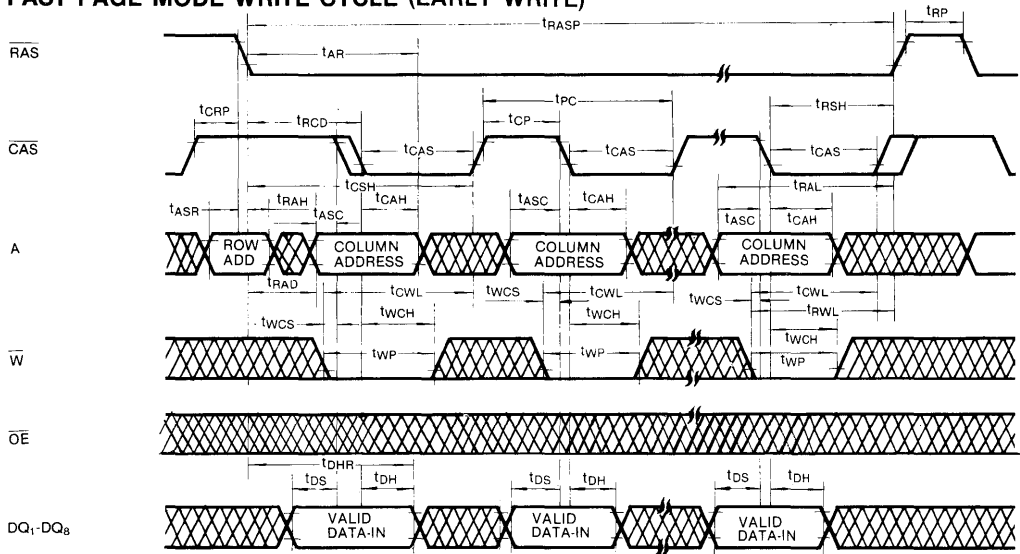 FAST PAGE MODE WRITE CYCLE (EARLY WRITE)
tRASP
tRP
RAS
tAR
tCRP
tRCD
tPC
tCP
tRSH
CAS
tCAS
tCAS
tCAS
tCSH
tRAL
tASR
tRAH
tASC
tCAH
tASC
tCAH
tASC
tCAH
A
ROW ADD
COLUMN ADDRESS
COLUMN ADDRESS
COLUMN ADDRESS
tRAD
tCWL
tWCS
tCWL
tWCS
tCWL
tRWL
tWCS
tWCH
tWCH
tWCH
W
tWP
tWP
tWP
OE
tDHR
tDS
tDH
tDS
tDH
tDS
tDH
DQ1-DQ8
VALID DATA-IN
VALID DATA-IN
VALID DATA-IN